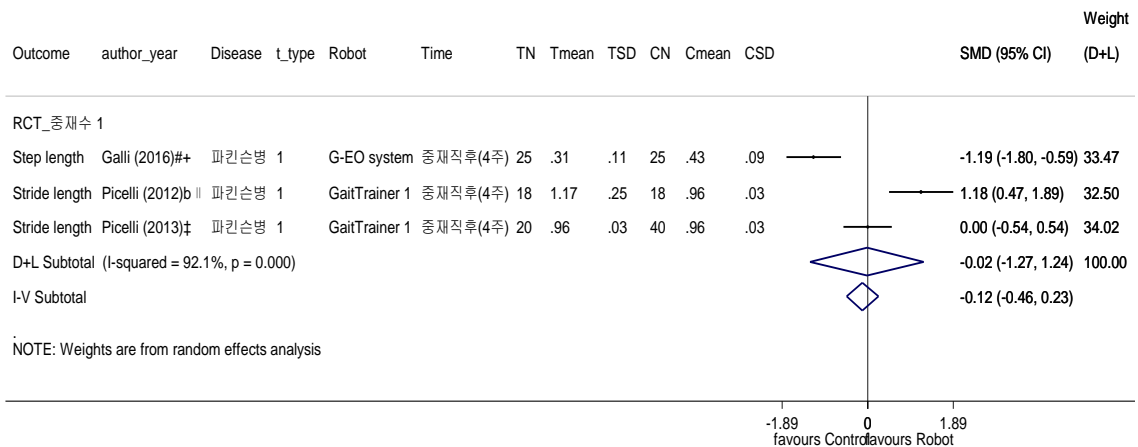 Weight
Outcome author_year Disease t_type Robot Time TN Tmean TSD CN Cmean CSD SMD (95% CI) (D+L)
RCT_중재수 1
Step length Galli (2016)#+ 파킨슨병 1 G-EO system 중재직후(4주) 25 .31 .11 25 .43 .09 -1.19 (-1.80, -0.59) 33.47
Stride length Picelli (2012)b ∥ 파킨슨병 1 GaitTrainer 1 중재직후(4주) 18 1.17 .25 18 .96 .03 1.18 (0.47, 1.89) 32.50
Stride length Picelli (2013)‡ 파킨슨병 1 GaitTrainer 1 중재직후(4주) 20 .96 .03 40 .96 .03 0.00 (-0.54, 0.54) 34.02
D+L Subtotal (I-squared = 92.1%, p = 0.000) -0.02 (-1.27, 1.24) 100.00
I-V Subtotal -0.12 (-0.46, 0.23)
.
NOTE: Weights are from random effects analysis
-1.89 0 1.89
favours Control favours Robot